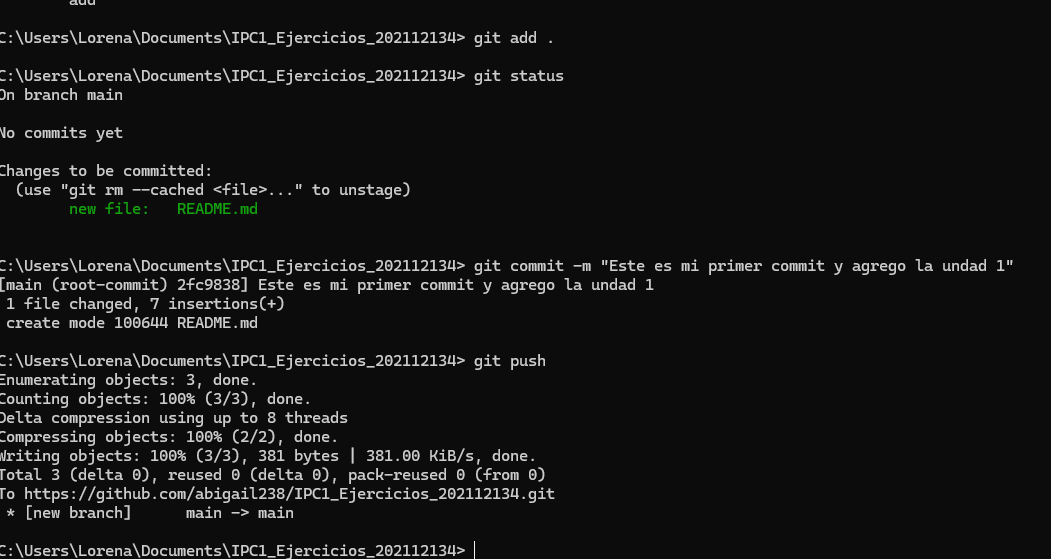 add
C:\Users\Lorena\Documents\IPC1_Ejercicios_202112134> git add .
C:\Users\Lorena\Documents\IPC1_Ejercicios_202112134> git status
On branch main
No commits yet
Changes to be committed:
(use "git rm --cached <file>..." to unstage)
new file: README.md
C:\Users\Lorena\Documents\IPC1_Ejercicios_202112134> git commit -m "Este es mi primer commit y agrego la undad 1"
[main (root-commit) 2fc9838] Este es mi primer commit y agrego la undad 1
1 file changed, 7 insertions(+)
create mode 100644 README.md
C:\Users\Lorena\Documents\IPC1_Ejercicios_202112134> git push
Enumerating objects: 3, done.
Counting objects: 100% (3/3), done.
Delta compression using up to 8 threads
Compressing objects: 100% (2/2), done.
Writing objects: 100% (3/3), 381 bytes | 381.00 KiB/s, done.
Total 3 (delta 0), reused 0 (delta 0), pack-reused 0 (from 0)
To https://github.com/abigail238/IPC1_Ejercicios_202112134.git
* [new branch] main -> main
C:\Users\Lorena\Documents\IPC1_Ejercicios_202112134>